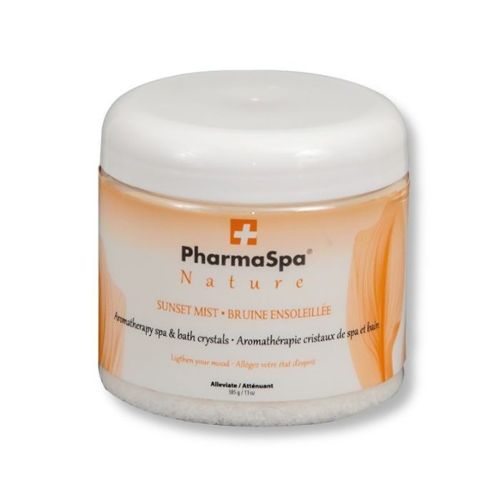 PharmaSpa®
Nature
SUNSET MIST • BRUINE ENSOLEILLÉE
Aromatherapy spa & bath crystals • Aromathérapie cristaux de spa et bain
Ligthen your mood • Allégez votre état d'esprit
Alleviate / Atténuant
385 g / 13 oz